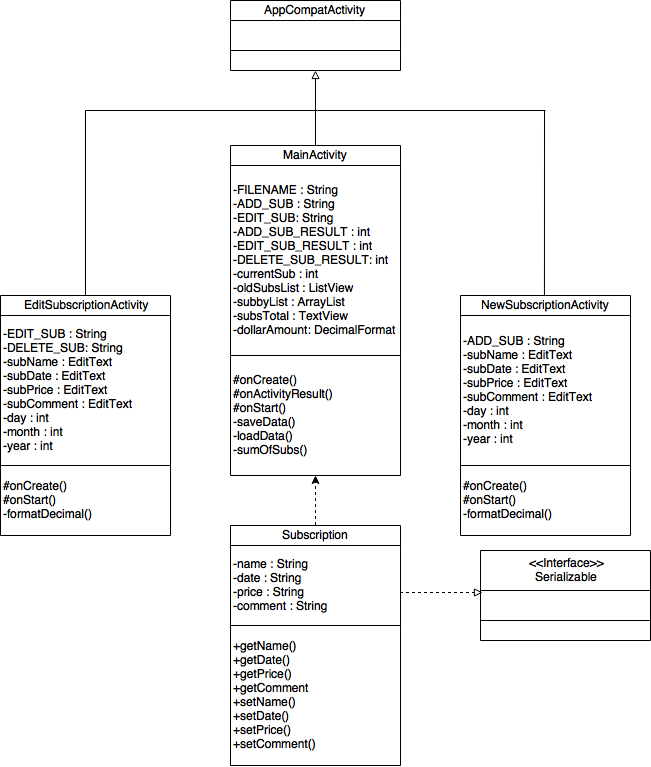 AppCompatActivity
MainActivity
-FILENAME : String
-ADD_SUB : String
-EDIT_SUB: String
-ADD_SUB_RESULT : int
-EDIT_SUB_RESULT : int
-DELETE_SUB_RESULT: int
-currentSub : int
-oldSubsList : ListView
-subbyList : ArrayList
-subsTotal : TextView
-dollarAmount: DecimalFormat
#onCreate()
#onActivityResult()
#onStart()
-saveData()
-loadData()
-sumOfSubs()
EditSubscriptionActivity
-EDIT_SUB : String
-DELETE_SUB: String
-subName : EditText
-subDate : EditText
-subPrice : EditText
-subComment : EditText
-day : int
-month : int
-year : int
#onCreate()
#onStart()
-formatDecimal()
NewSubscriptionActivity
-ADD_SUB : String
-subName : EditText
-subDate : EditText
-subPrice : EditText
-subComment : EditText
-day : int
-month : int
-year : int
#onCreate()
#onStart()
-formatDecimal()
Subscription
-name : String
-date : String
-price : String
-comment : String
+getName()
+getDate()
+getPrice()
+getComment
+setName()
+setDate()
+setPrice()
+setComment()
<<Interface>>
Serializable